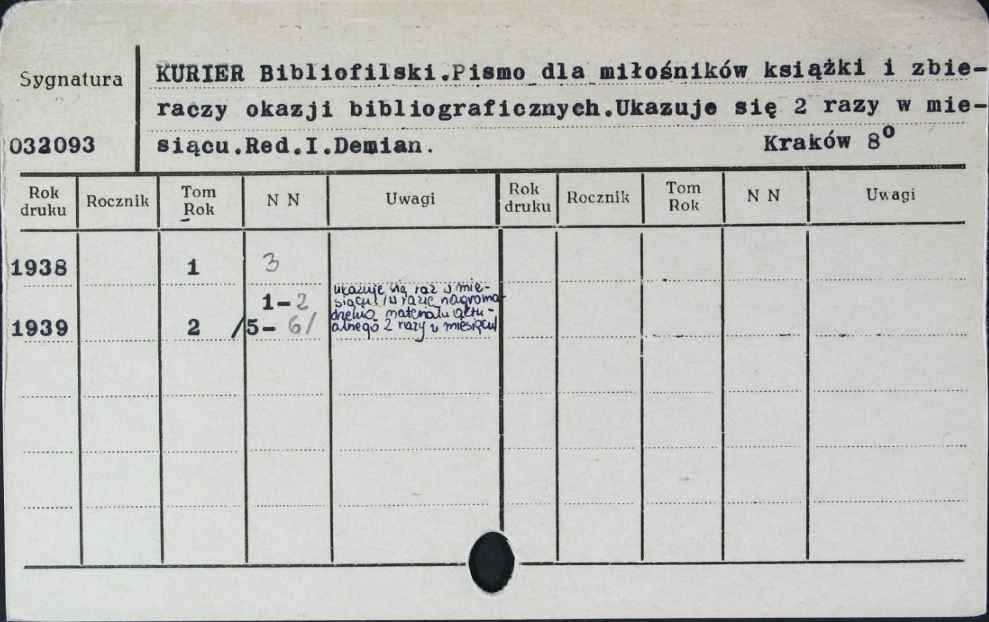 Sygnatura
032093
KURIER Bibliofilski.Pismo dla miłośników książki i zbie-
raczy okazji bibliograficznych.Ukazuje się 2 razy w mie-
siącu.Red.I.Demian. Kraków 8°
Rok druku Rocznik Tom Rok N N Uwagi Rok druku Rocznik Tom Rok N N Uwagi
1938 1 3
1939 2 1-2 /5-6/
ukazuje się raz w mie-
siącu /w razie nagroma-
dzenia materiału aktu-
alnego 2 razy w miesiącu/